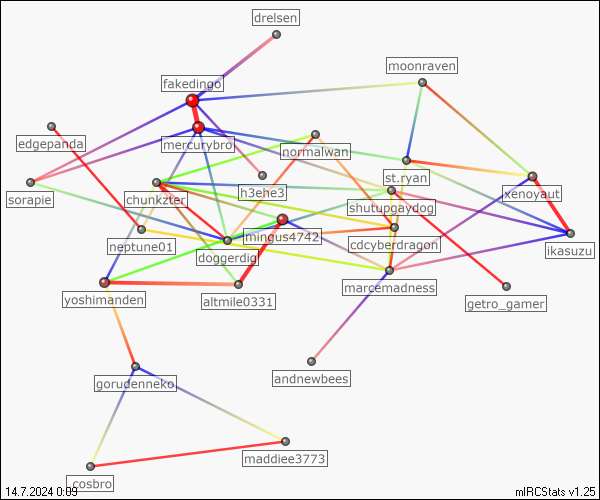 drelsen
moonraven
fakedingo
edgepanda
mercurybro
normalwan
st.ryan
sorapie
chunkzter
h3ehe3
xenoyaut
shutupgaydog
neptune01
mingus4742
cdcyberdragon
ikasuzu
doggerdig
yoshimanden
altmile0331
marcemadness
getro_gamer
andnewbees
gorudenneko
maddiee3773
cosbro
14.7.2024 0:09
mIRCStats v1.25